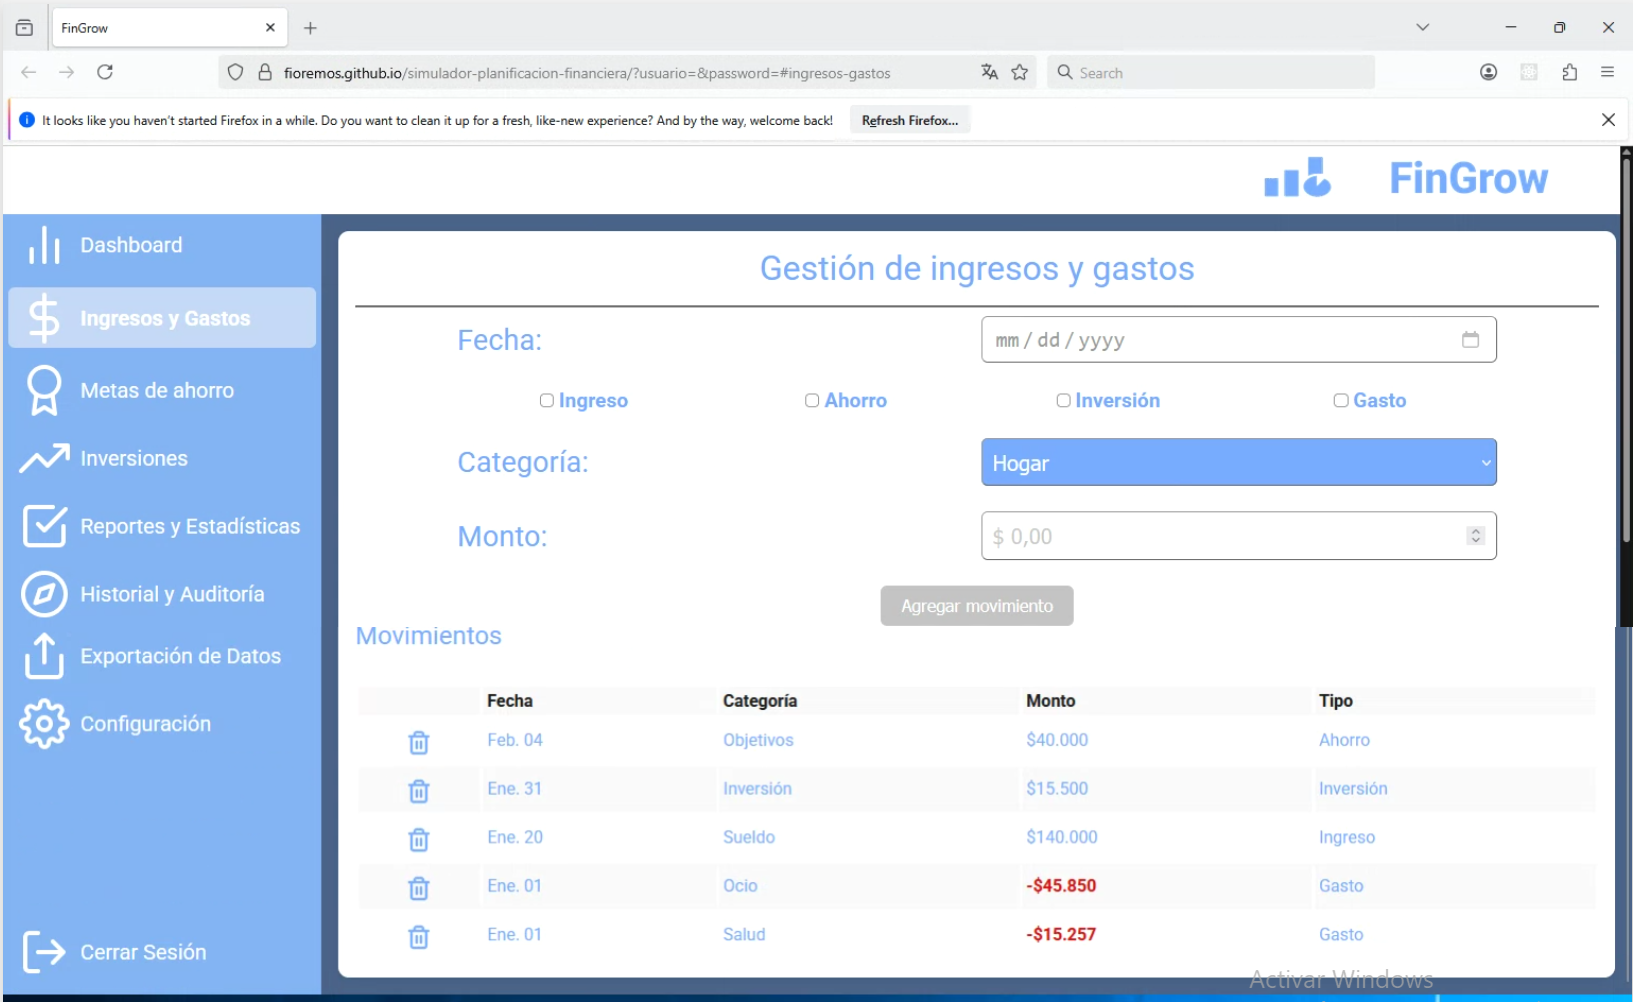 FinGrow
fioremos.github.io/simulador-planificacion-financiera/?usuario=&password=#ingresos-gastos
Search
It looks like you haven't started Firefox in a while. Do you want to clean it up for a fresh, like-new experience? And by the way, welcome back!
Refresh Firefox...
FinGrow
Dashboard
Ingresos y Gastos
Metas de ahorro
Inversiones
Reportes y Estadísticas
Historial y Auditoría
Exportación de Datos
Configuración
Cerrar Sesión
Gestión de ingresos y gastos
Fecha:
mm/dd/yyyy
Ingreso Ahorro Inversión Gasto
Categoría:
Hogar
Monto:
$ 0,00
Agregar movimiento
Movimientos
Fecha Categoría Monto Tipo
Feb. 04 Objetivos $40.000 Ahorro
Ene. 31 Inversión $15.500 Inversión
Ene. 20 Sueldo $140.000 Ingreso
Ene. 01 Ocio -$45.850 Gasto
Ene. 01 Salud -$15.257 Gasto
Activar Windows